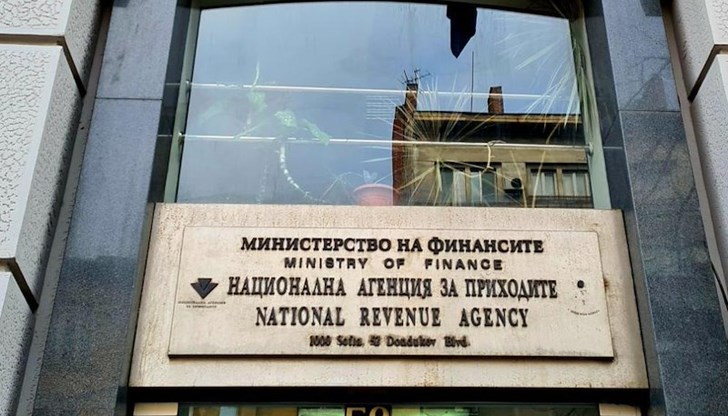 МИНИСТЕРСТВО НА ФИНАНСИТЕ
MINISTRY OF FINANCE
НАЦИОНАЛНА АГЕНЦИЯ ЗА ПРИХОДИТЕ
NATIONAL REVENUE AGENCY
1000 Sofia. 52 Dondukov Blvd.